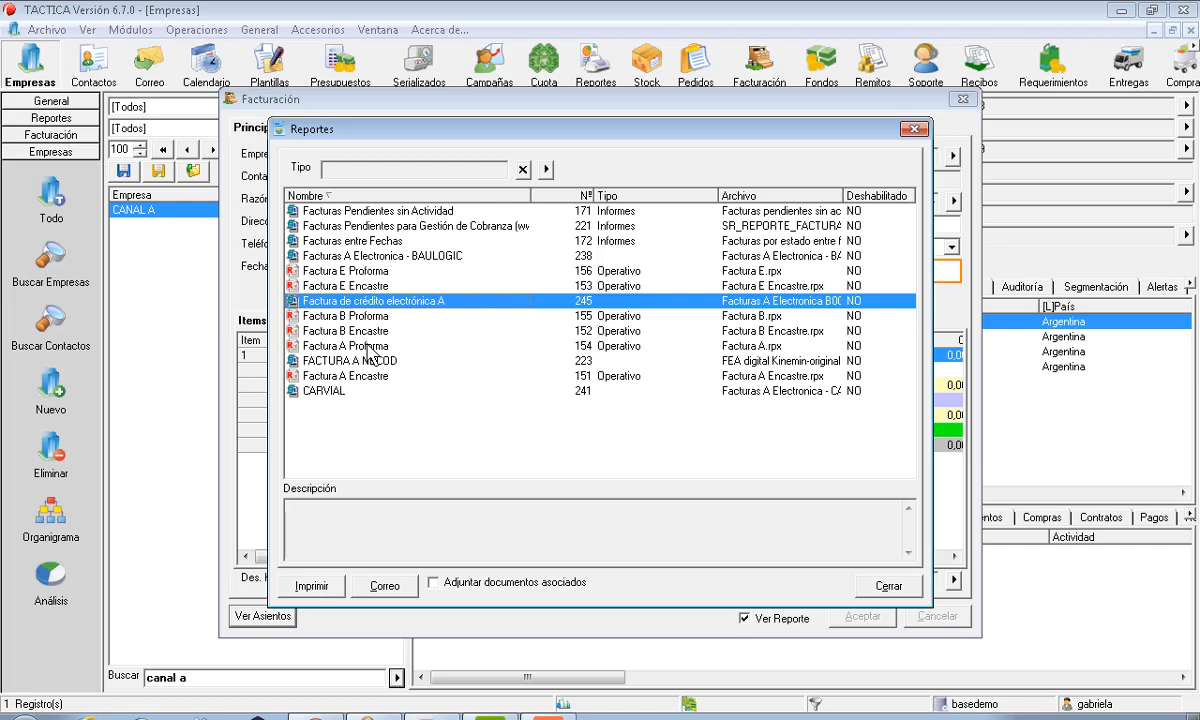 TACTICA Versión 6.7.0 - [Empresas]
Archivo Ver Módulos Operaciones General Accesorios Ventana Acerca de...
Empresas Contactos Correo Calendario Plantillas Presupuestos Serializados Campañas Cuota Reportes Stock Pedidos Facturación Fondos Remitos Soporte Recibos Requerimientos Entregas Compra
General
Reportes
Facturación
Empresas
Todo
Buscar Empresas
Buscar Contactos
Nuevo
Eliminar
Organigrama
Análisis
[Todos]
[Todos]
100
Empresa
CANAL A
Buscar canal a
1 Registro(s)
Facturación
Princip
Empre
Conta
Razó
Direc
Teléf
Fecha
Items
Item
1
Des. 
Ver Asientos
Ver Reporte
Aceptar
Cancelar
0,0
0,0
0,0
0,0
Reportes
Tipo
Nombre Nº Tipo Archivo Deshabilitado
Facturas Pendientes sin Actividad 171 Informes Facturas pendientes sin ac NO
Facturas Pendientes para Gestión de Cobranza (ww 221 Informes SR_REPORTE_FACTURA NO
Facturas entre Fechas 172 Informes Facturas por estado entre f NO
Facturas A Electronica - BAULOGIC 238 Facturas A Electronica - BA NO
Factura E Proforma 156 Operativo Factura E.rpx NO
Factura E Encastre 153 Operativo Factura E Encastre.rpx NO
Factura de crédito electrónica A 245 Facturas A Electronica B00 NO
Factura B Proforma 155 Operativo Factura B.rpx NO
Factura B Encastre 152 Operativo Factura B Encastre.rpx NO
Factura A Proforma 154 Operativo Factura A.rpx NO
FACTURA A 223 FEA digital Kinemin-original NO
Factura A Encastre 151 Operativo Factura A Encastre.rpx NO
CARVIAL 241 Facturas A Electronica - CA NO
Descripción
Imprimir
Correo
Adjuntar documentos asociados
Cerrar
Auditoría Segmentación Alertas
[L]País
Argentina
Argentina
Argentina
Argentina
entos Compras Contratos Pagos
Actividad
basedemo
gabriela